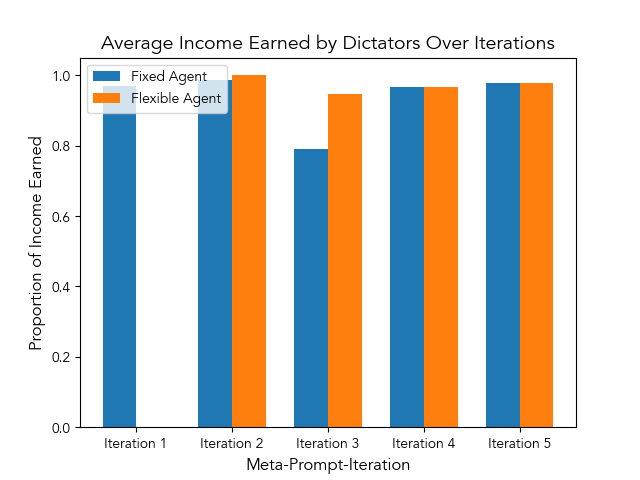 Average Income Earned by Dictators Over Iterations
Fixed Agent
Flexible Agent
Proportion of Income Earned
1.0
0.8
0.6
0.4
0.2
0.0
Iteration 1
Iteration 2
Iteration 3
Iteration 4
Iteration 5
Meta-Prompt-Iteration